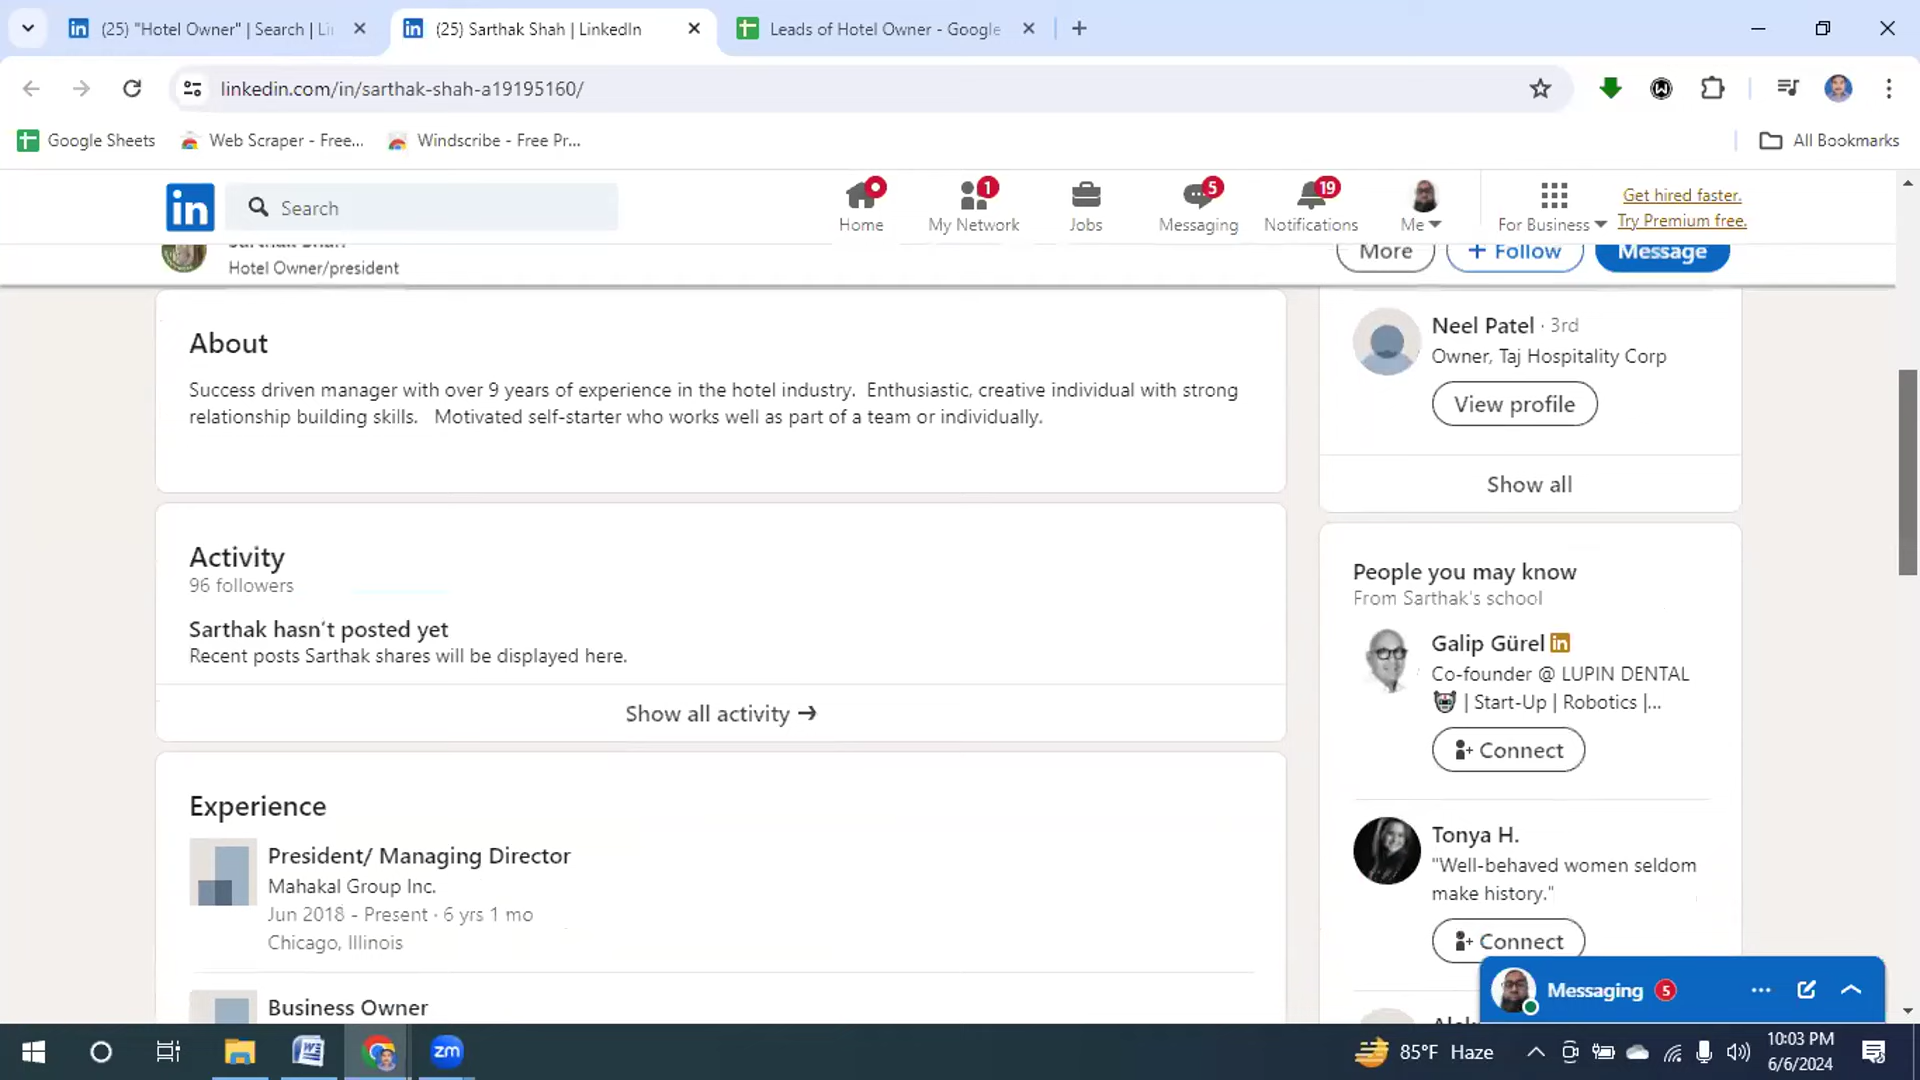 (25) "Hotel Owner" | Search | Li
(25) Sarthak Shah | LinkedIn
Leads of Hotel Owner - Google
linkedin.com/in/sarthak-shah-a19195160/
Google Sheets
Web Scraper - Free...
Windscribe - Free Pr...
All Bookmarks
in
Search
Home
1
My Network
Jobs
5
Messaging
19
Notifications
Me
For Business
Get hired faster.
Try Premium free.
Sarthak Shah
Hotel Owner/president
More
+ Follow
Message
About
Success driven manager with over 9 years of experience in the hotel industry. Enthusiastic, creative individual with strong
relationship building skills. Motivated self-starter who works well as part of a team or individually.
Activity
96 followers
Sarthak hasn't posted yet
Recent posts Sarthak shares will be displayed here.
Show all activity →
Experience
President/ Managing Director
Mahakal Group Inc.
Jun 2018 - Present · 6 yrs 1 mo
Chicago, Illinois
Business Owner
Neel Patel · 3rd
Owner, Taj Hospitality Corp
View profile
Show all
People you may know
From Sarthak's school
Galip Gürel in
Co-founder @ LUPIN DENTAL
| Start-Up | Robotics |...
Connect
Tonya H.
"Well-behaved women seldom
make history."
Connect
Messaging 5
zm
85°F Haze
10:03 PM
6/6/2024